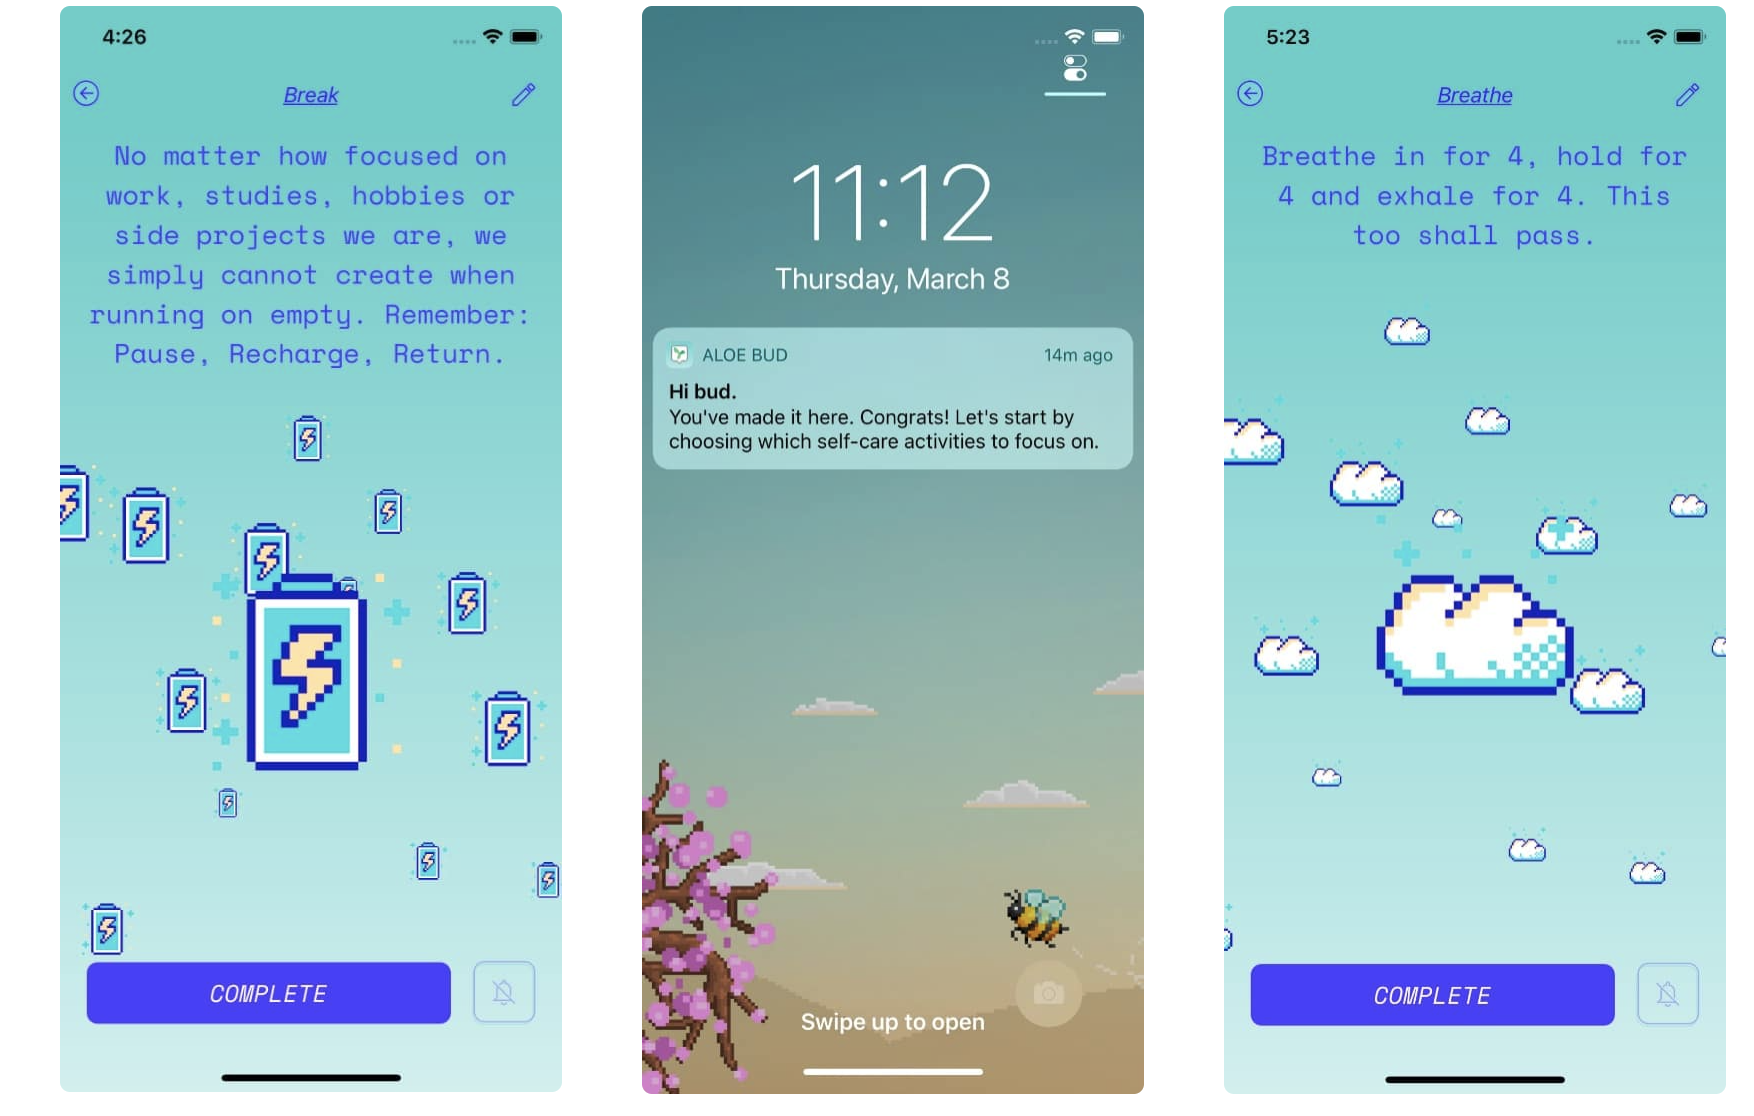 4:26
Break
No matter how focused on
work, studies, hobbies or
side projects we are, we
simply cannot create when
running on empty. Remember:
Pause, Recharge, Return.
COMPLETE
11:12
Thursday, March 8
ALOE BUD
14m ago
Hi bud.
You've made it here. Congrats! Let's start by
choosing which self-care activities to focus on.
Swipe up to open
5:23
Breathe
Breathe in for 4, hold for
4 and exhale for 4. This
too shall pass.
COMPLETE